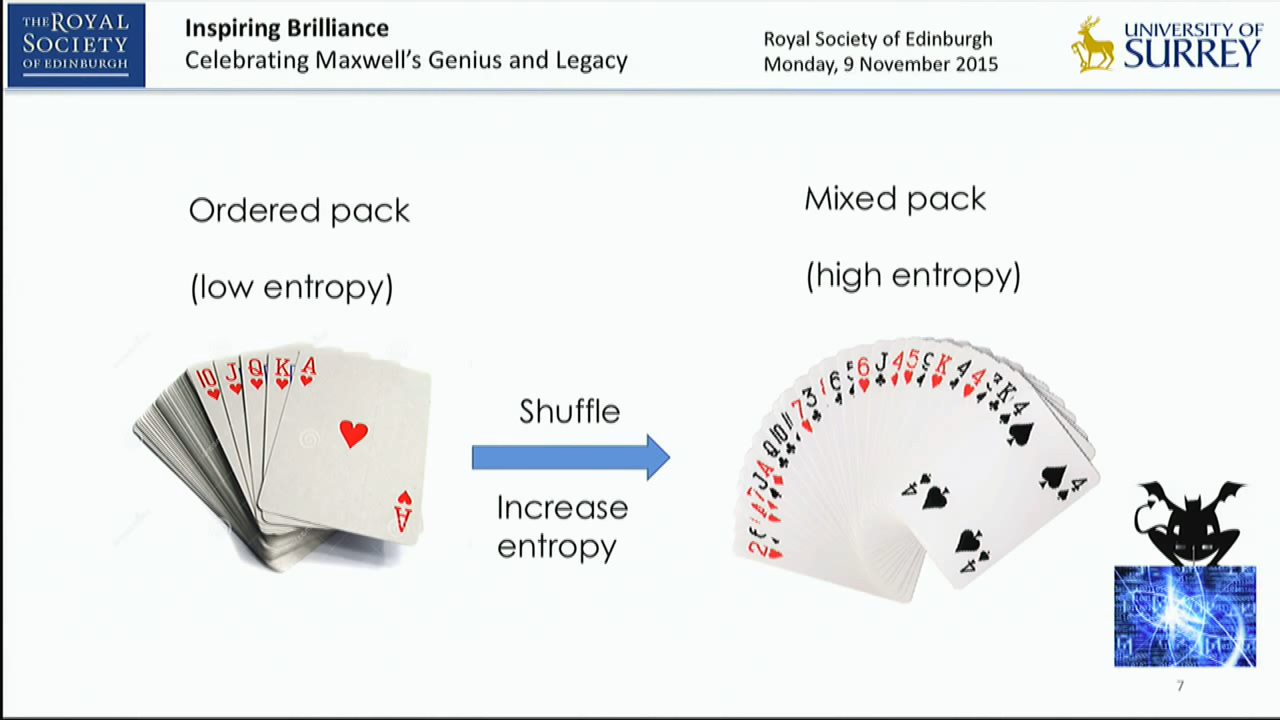 THE ROYAL
SOCIETY
OF EDINBURGH
Inspiring Brilliance
Celebrating Maxwell's Genius and Legacy
Royal Society of Edinburgh
Monday, 9 November 2015
UNIVERSITY OF
SURREY
Ordered pack
(low entropy)
Mixed pack
(high entropy)
10 J Q K A
A
Shuffle
Increase
entropy
7